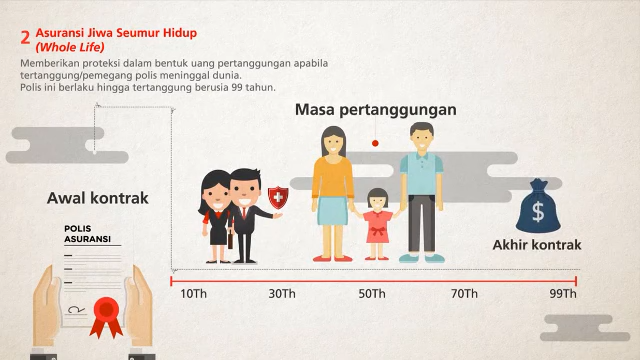 2 Asuransi Jiwa Seumur Hidup
(Whole Life)
Memberikan proteksi dalam bentuk uang pertanggungan apabila
tertanggung/pemegang polis meninggal dunia.
Polis ini berlaku hingga tertanggung berusia 99 tahun.
Masa pertanggungan
Awal kontrak
POLIS
ASURANSI
$
Akhir kontrak
10Th 30Th 50Th 70Th 99Th